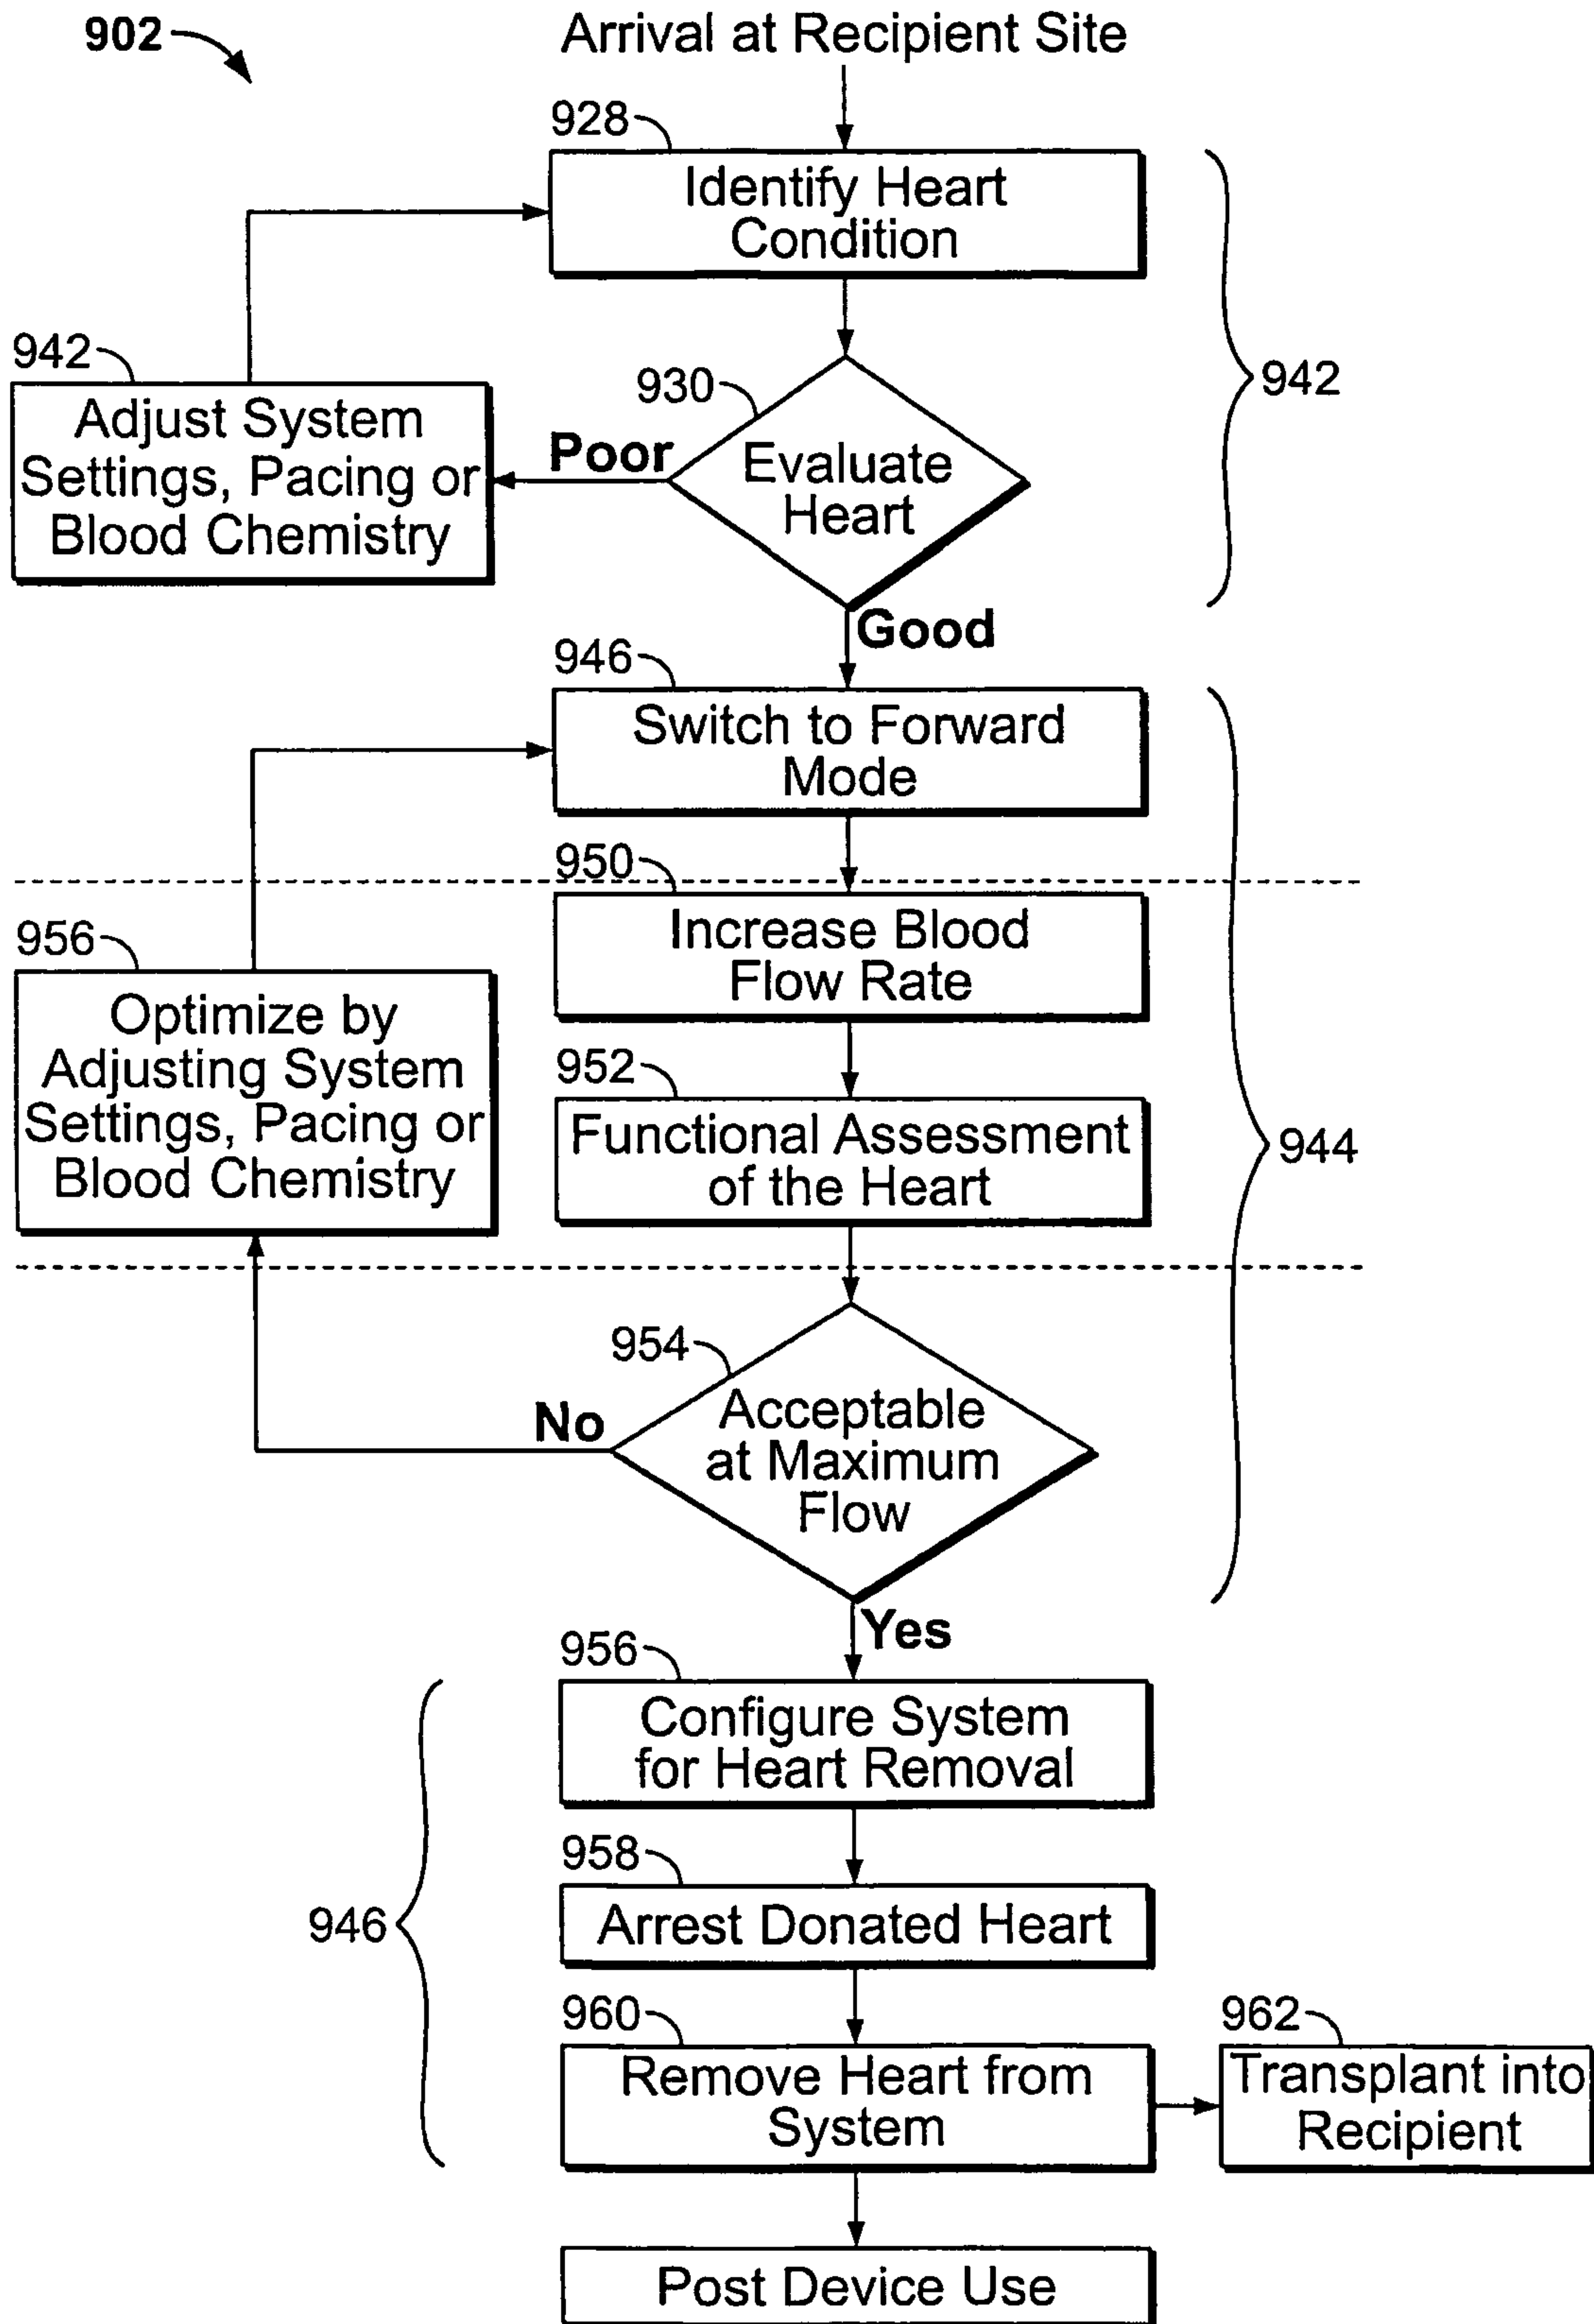 902
Arrival at Recipient Site
928
Identify Heart
Condition
942
942
Adjust System
Settings, Pacing or
Blood Chemistry
930
Poor
Evaluate
Heart
Good
946
Switch to Forward
Mode
950
Increase Blood
Flow Rate
956
Optimize by
Adjusting System
Settings, Pacing or
Blood Chemistry
952
Functional Assessment
of the Heart
944
954
No
Acceptable
at Maximum
Flow
Yes
956
Configure System
for Heart Removal
958
946
Arrest Donated Heart
960
Remove Heart from
System
962
Transplant into
Recipient
Post Device Use